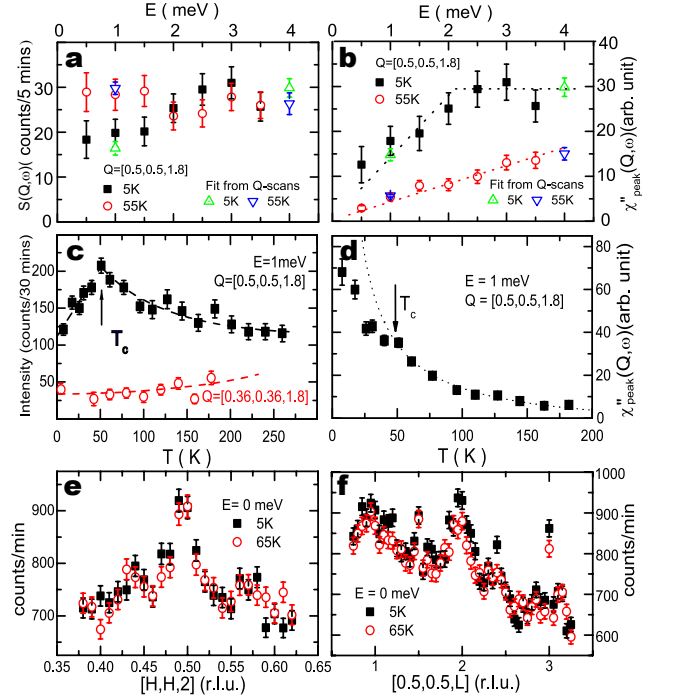 E ( meV )
E ( meV )
0 1 2 3 4
0 1 2 3 4
a
b
40
30
20
10
0
S(Q,ω)( counts/5 mins)
Q=[0.5,0.5,1.8]
5K
55K
Fit from Q-scans
5K 55K
Q=[0.5,0.5,1.8]
5K
55K
Fit from Q-scans
5K 55K
40
30
20
10
0
χ"peak(Q,ω)(arb. unit)
c
d
200
150
100
50
0
Intensity (counts/30 mins)
E=1meV
Q=[0.5,0.5,1.8]
Tc
Q=[0.36,0.36,1.8]
0 50 100 150 200 250
T ( K )
Tc
E = 1 meV
Q = [0.5,0.5,1.8]
80
60
40
20
0
χ"peak(Q,ω)(arb. unit)
0 50 100 150 200
T ( K )
e
f
900
800
700
counts/min
E= 0 meV
5K
65K
0.35 0.40 0.45 0.50 0.55 0.60 0.65
[H,H,2] (r.l.u.)
E= 0 meV
5K
65K
1000
900
800
700
600
counts/min
1 2 3
[0.5,0.5,L] (r.l.u.)